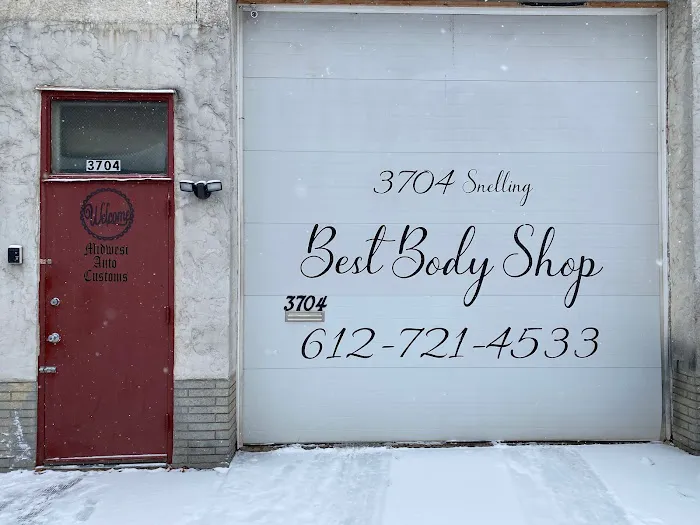 3704
Welcome
Midwest
Auto
Customs
3704 Snelling
Best Body Shop
3704
612-721-4533